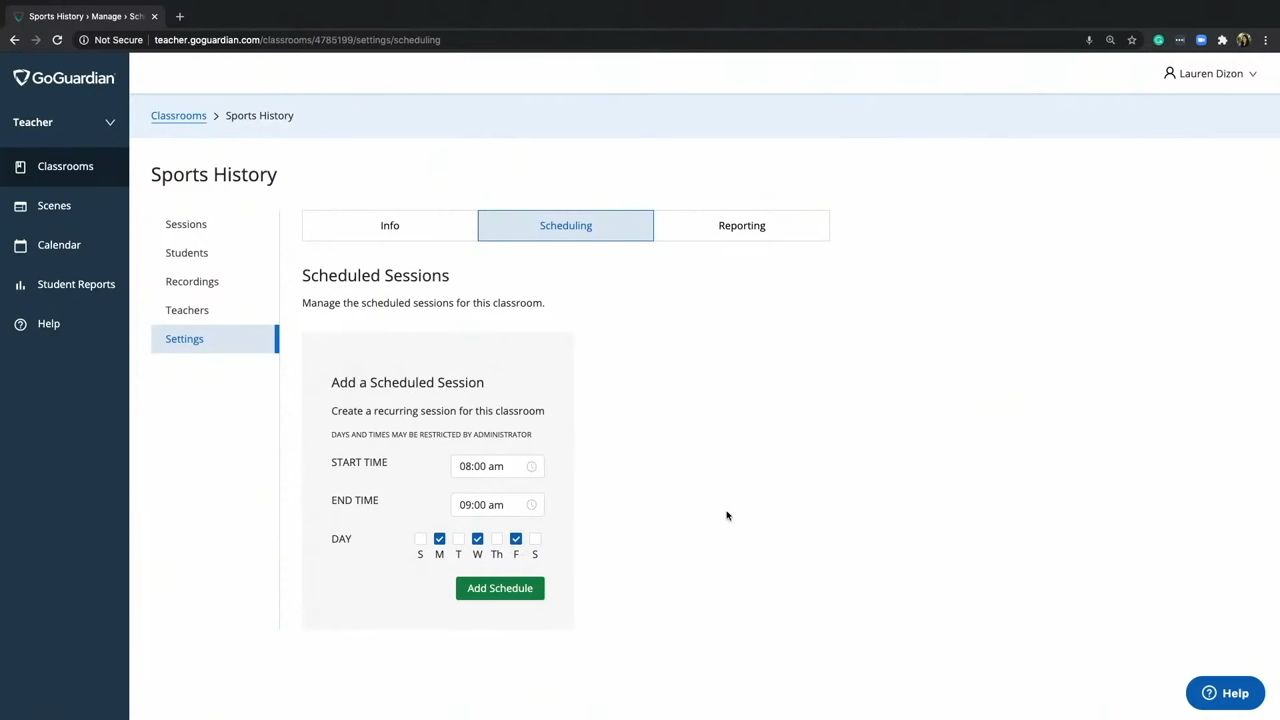 Sports History › Manage › Sch
Not Secure teacher.goguardian.com/classrooms/4785199/settings/scheduling
GoGuardian
Lauren Dizon
Teacher
Classrooms
Scenes
Calendar
Student Reports
Help
Classrooms > Sports History
Sports History
Sessions
Students
Recordings
Teachers
Settings
Info Scheduling Reporting
Scheduled Sessions
Manage the scheduled sessions for this classroom.
Add a Scheduled Session
Create a recurring session for this classroom
DAYS AND TIMES MAY BE RESTRICTED BY ADMINISTRATOR
START TIME 08:00 am
END TIME 09:00 am
DAY
S M T W Th F S
Add Schedule
Help